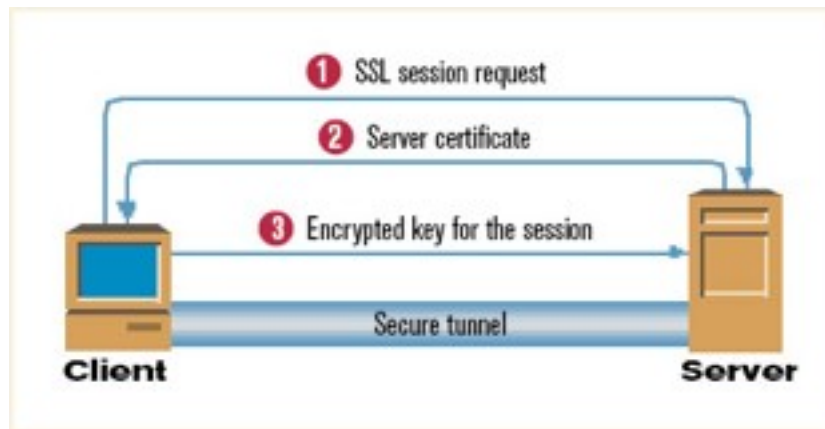 1 SSL session request
2 Server certificate
3 Encrypted key for the session
Secure tunnel
Client
Server